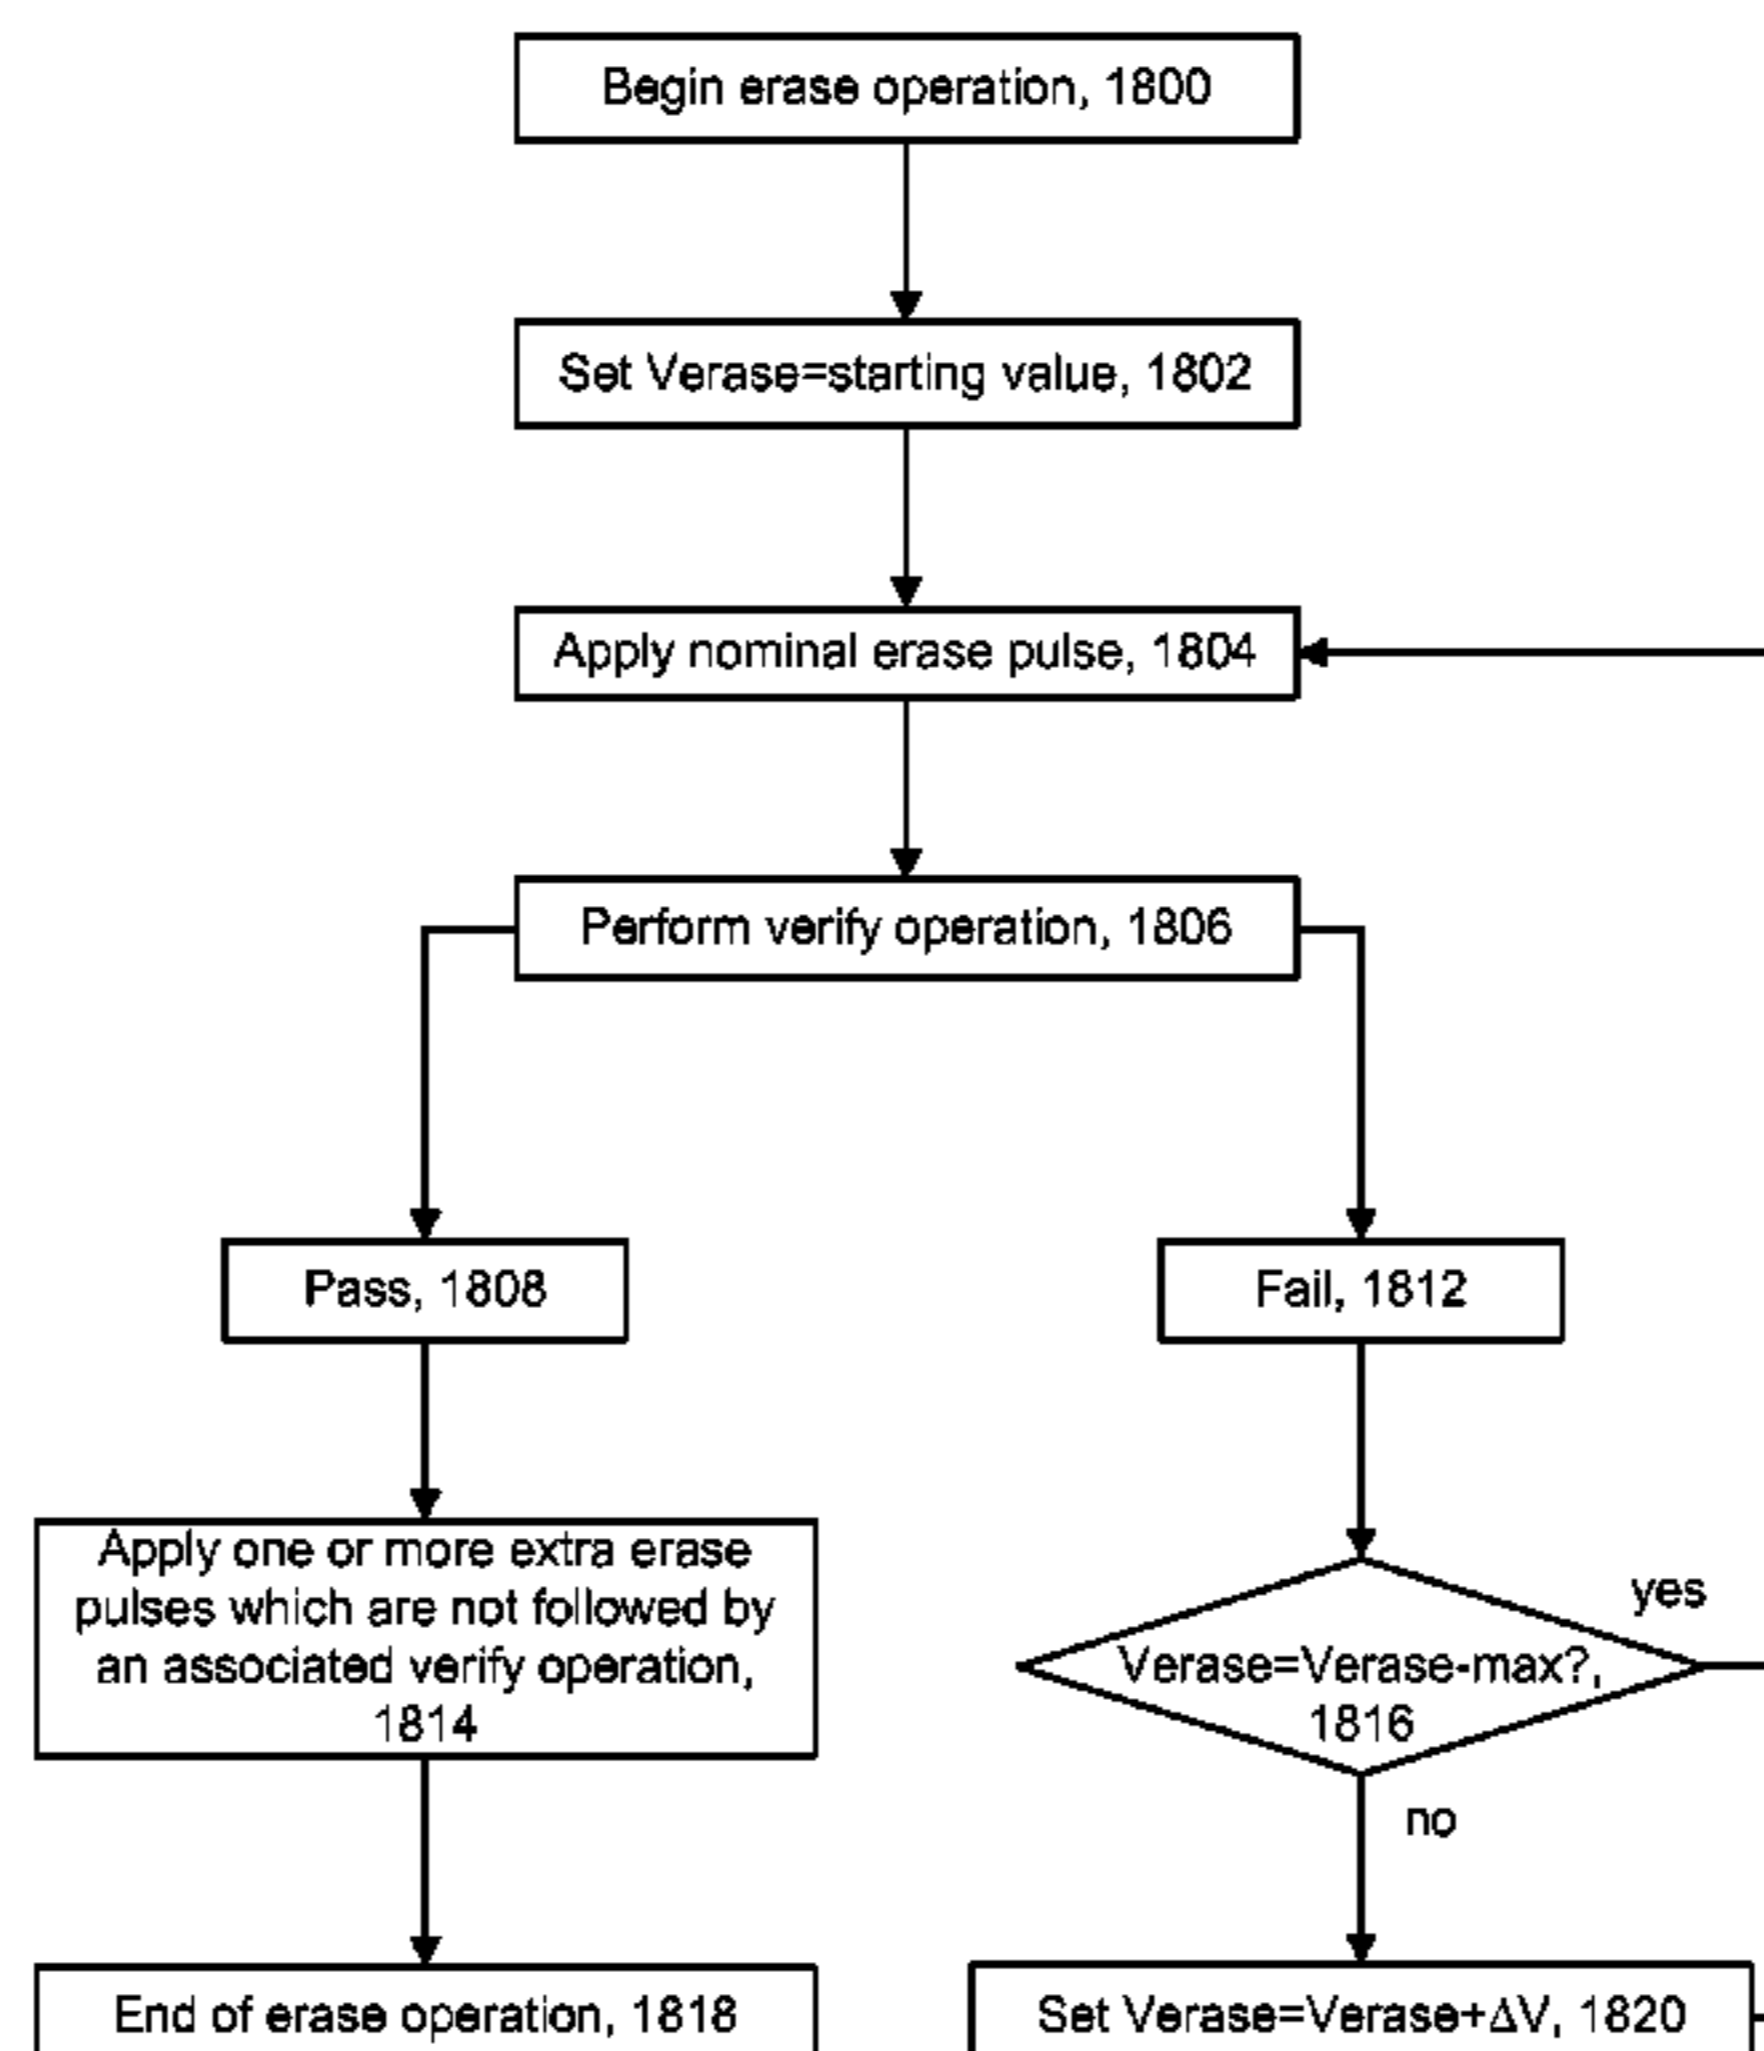 Begin erase operation, 1800
Set Verase=starting value, 1802
Apply nominal erase pulse, 1804
Perform verify operation, 1806
Pass, 1808
Fail, 1812
Apply one or more extra erase
pulses which are not followed by
an associated verify operation,
1814
yes
Verase=Verase-max?,
1816
no
End of erase operation, 1818
Set Verase=Verase+ΔV, 1820